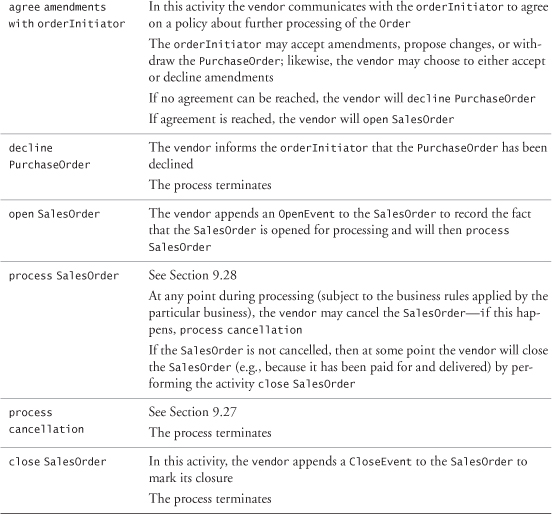 agree amendments
with orderInitiator
In this activity the vendor communicates with the orderInitiator to agree
on a policy about further processing of the Order
The orderInitiator may accept amendments, propose changes, or with-
draw the PurchaseOrder; likewise, the vendor may choose to either accept
or decline amendments
If no agreement can be reached, the vendor will decline PurchaseOrder
If agreement is reached, the vendor will open SalesOrder
decline
PurchaseOrder
The vendor informs the orderInitiator that the PurchaseOrder has been
declined
The process terminates
open SalesOrder
The vendor appends an OpenEvent to the SalesOrder to record the fact
that the SalesOrder is opened for processing and will then process
SalesOrder
process SalesOrder
See Section 9.28
At any point during processing (subject to the business rules applied by the
particular business), the vendor may cancel the SalesOrder—if this hap-
pens, process cancellation
If the SalesOrder is not cancelled, then at some point the vendor will close
the SalesOrder (e.g., because it has been paid for and delivered) by per-
forming the activity close SalesOrder
process
cancellation
See Section 9.27
The process terminates
close SalesOrder
In this activity, the vendor appends a CloseEvent to the SalesOrder to
mark its closure
The process terminates